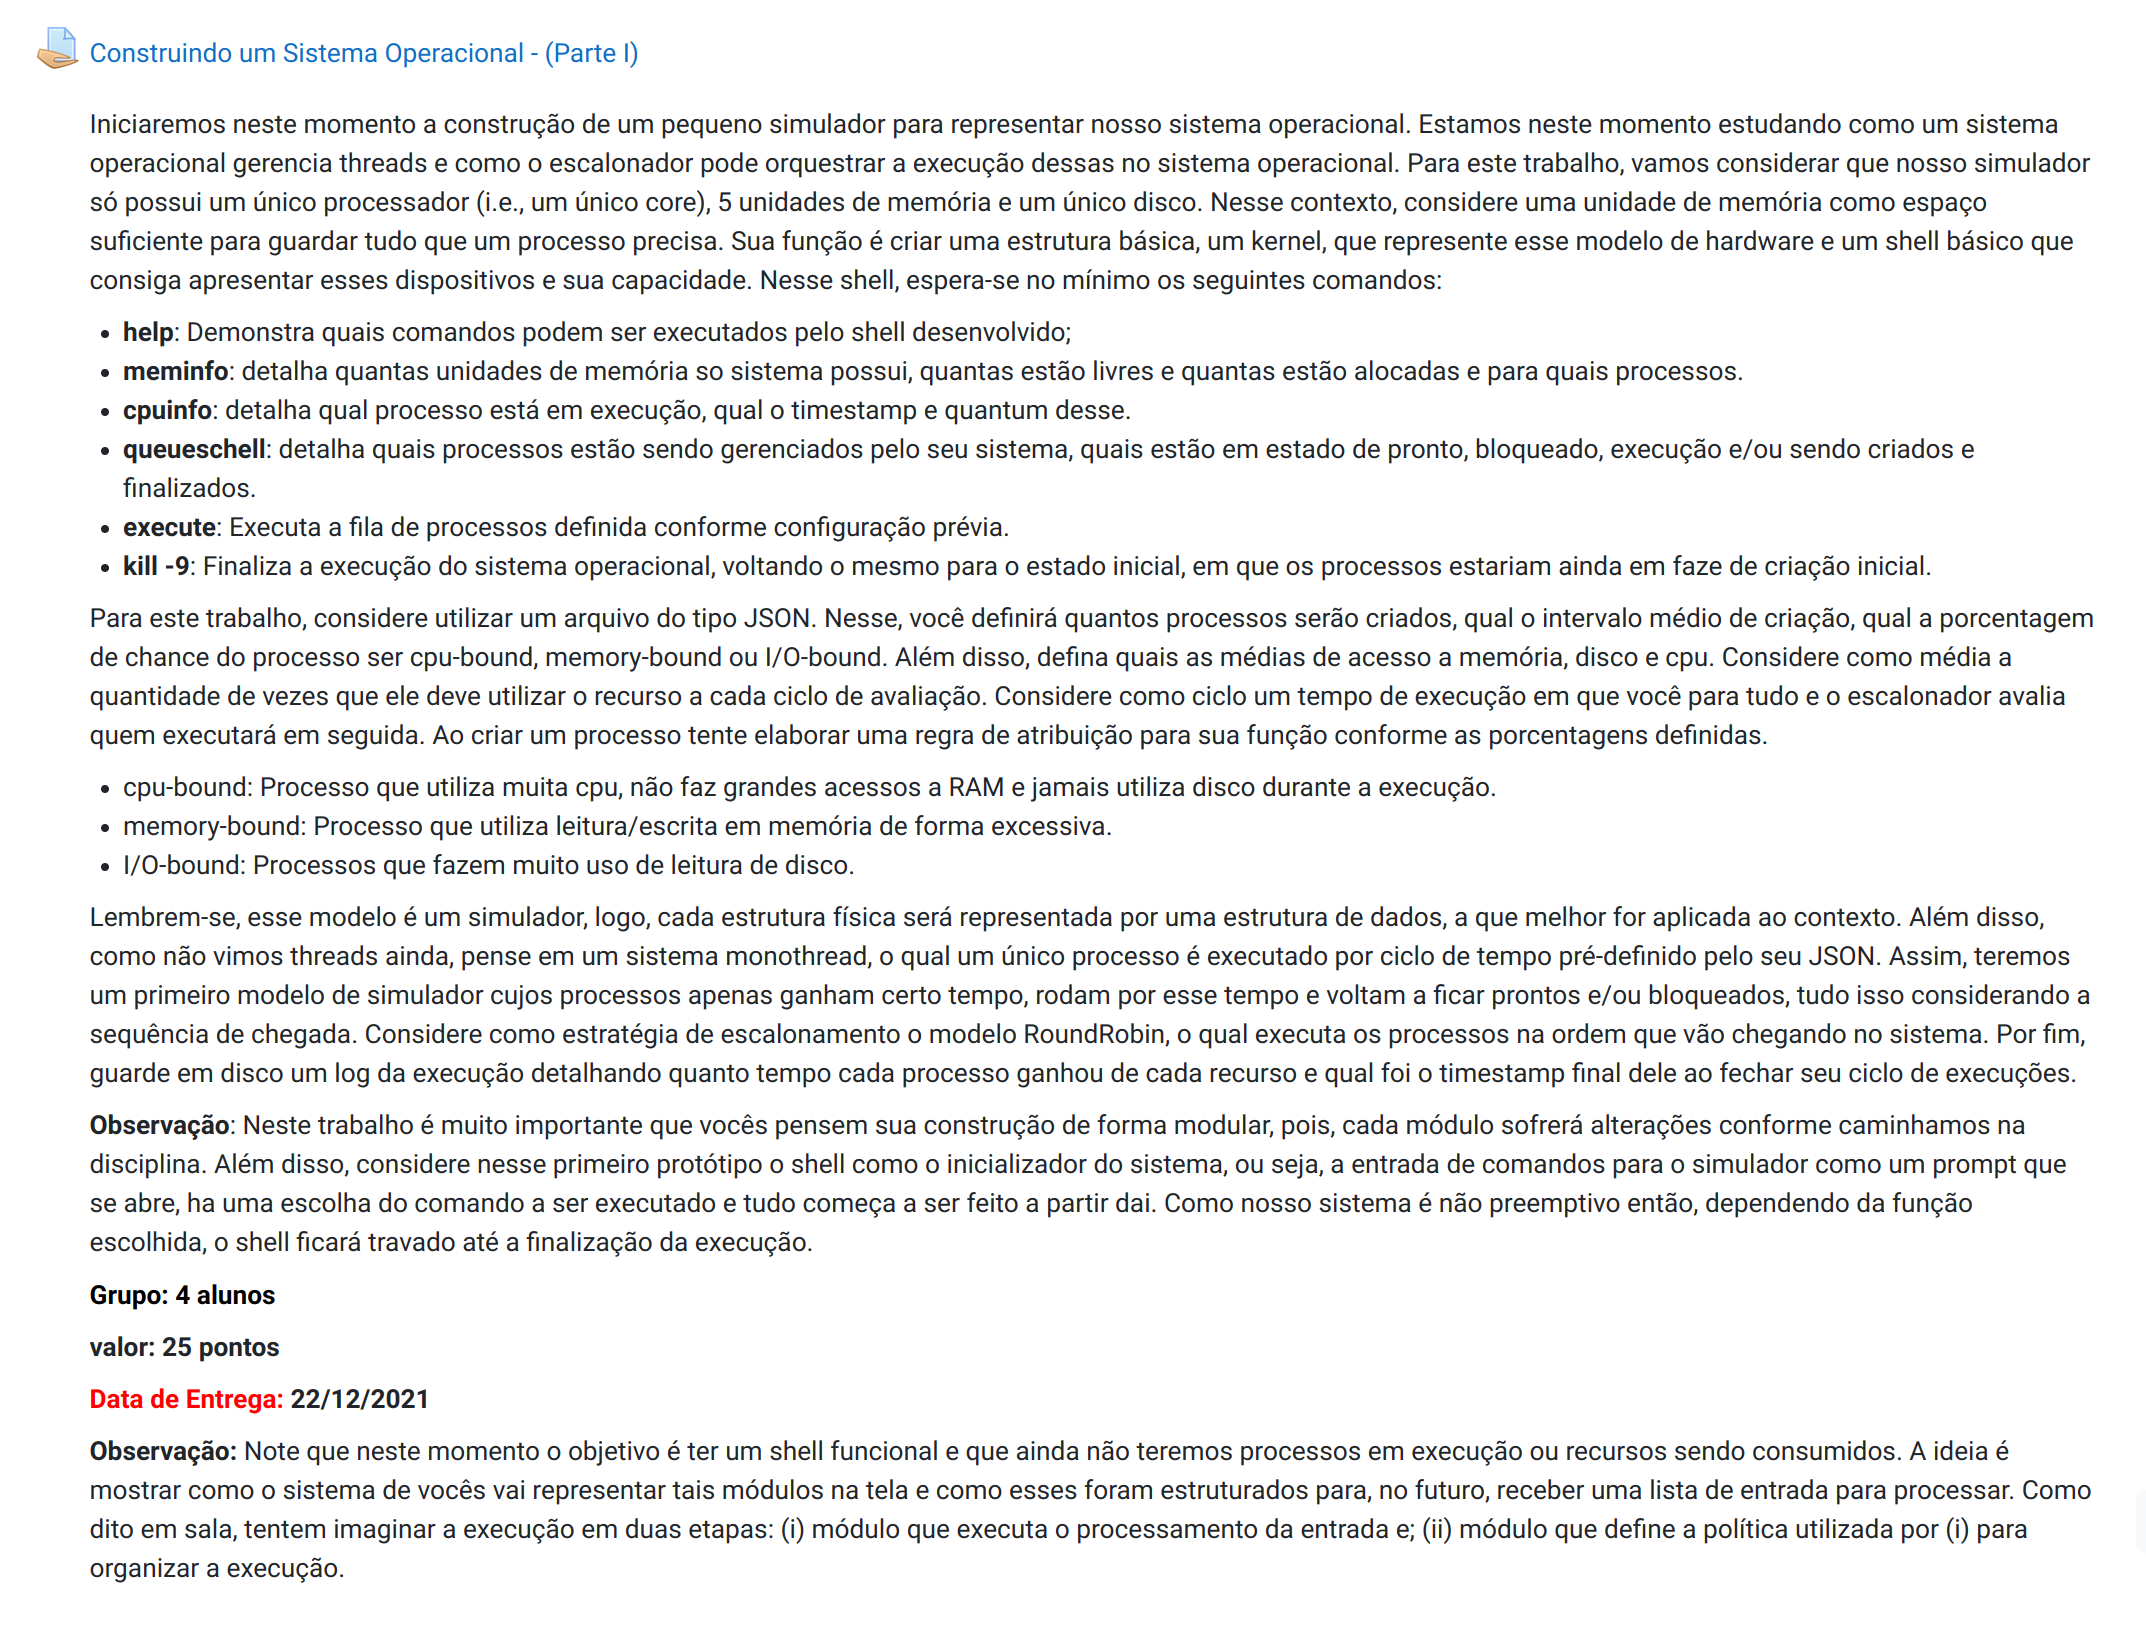 Construindo um Sistema Operacional - (Parte I)
Iniciaremos neste momento a construção de um pequeno simulador para representar nosso sistema operacional. Estamos neste momento estudando como um sistema
operacional gerencia threads e como o escalonador pode orquestrar a execução dessas no sistema operacional. Para este trabalho, vamos considerar que nosso simulador
só possui um único processador (i.e., um único core), 5 unidades de memória e um único disco. Nesse contexto, considere uma unidade de memória como espaço
suficiente para guardar tudo que um processo precisa. Sua função é criar uma estrutura básica, um kernel, que represente esse modelo de hardware e um shell básico que
consiga apresentar esses dispositivos e sua capacidade. Nesse shell, espera-se no mínimo os seguintes comandos:
• help: Demonstra quais comandos podem ser executados pelo shell desenvolvido;
• meminfo: detalha quantas unidades de memória so sistema possui, quantas estão livres e quantas estão alocadas e para quais processos.
• cpuinfo: detalha qual processo está em execução, qual o timestamp e quantum desse.
• queueschell: detalha quais processos estão sendo gerenciados pelo seu sistema, quais estão em estado de pronto, bloqueado, execução e/ou sendo criados e
finalizados.
• execute: Executa a fila de processos definida conforme configuração prévia.
• kill -9: Finaliza a execução do sistema operacional, voltando o mesmo para o estado inicial, em que os processos estariam ainda em faze de criação inicial.
Para este trabalho, considere utilizar um arquivo do tipo JSON. Nesse, você definirá quantos processos serão criados, qual o intervalo médio de criação, qual a porcentagem
de chance do processo ser cpu-bound, memory-bound ou I/O-bound. Além disso, defina quais as médias de acesso a memória, disco e cpu. Considere como média a
quantidade de vezes que ele deve utilizar o recurso a cada ciclo de avaliação. Considere como ciclo um tempo de execução em que você para tudo e o escalonador avalia
quem executará em seguida. Ao criar um processo tente elaborar uma regra de atribuição para sua função conforme as porcentagens definidas.
• cpu-bound: Processo que utiliza muita cpu, não faz grandes acessos a RAM e jamais utiliza disco durante a execução.
• memory-bound: Processo que utiliza leitura/escrita em memória de forma excessiva.
• I/O-bound: Processos que fazem muito uso de leitura de disco.
Lembrem-se, esse modelo é um simulador, logo, cada estrutura física será representada por uma estrutura de dados, a que melhor for aplicada ao contexto. Além disso,
como não vimos threads ainda, pense em um sistema monothread, o qual um único processo é executado por ciclo de tempo pré-definido pelo seu JSON. Assim, teremos
um primeiro modelo de simulador cujos processos apenas ganham certo tempo, rodam por esse tempo e voltam a ficar prontos e/ou bloqueados, tudo isso considerando a
sequência de chegada. Considere como estratégia de escalonamento o modelo RoundRobin, o qual executa os processos na ordem que vão chegando no sistema. Por fim,
guarde em disco um log da execução detalhando quanto tempo cada processo ganhou de cada recurso e qual foi o timestamp final dele ao fechar seu ciclo de execuções.
Observação: Neste trabalho é muito importante que vocês pensem sua construção de forma modular, pois, cada módulo sofrerá alterações conforme caminhamos na
disciplina. Além disso, considere nesse primeiro protótipo o shell como o inicializador do sistema, ou seja, a entrada de comandos para o simulador como um prompt que
se abre, ha uma escolha do comando a ser executado e tudo começa a ser feito a partir dai. Como nosso sistema é não preemptivo então, dependendo da função
escolhida, o shell ficará travado até a finalização da execução.
Grupo: 4 alunos
valor: 25 pontos
Data de Entrega: 22/12/2021
Observação: Note que neste momento o objetivo é ter um shell funcional e que ainda não teremos processos em execução ou recursos sendo consumidos. A ideia é
mostrar como o sistema de vocês vai representar tais módulos na tela e como esses foram estruturados para, no futuro, receber uma lista de entrada para processar. Como
dito em sala, tentem imaginar a execução em duas etapas: (i) módulo que executa o processamento da entrada e; (ii) módulo que define a política utilizada por (i) para
organizar a execução.